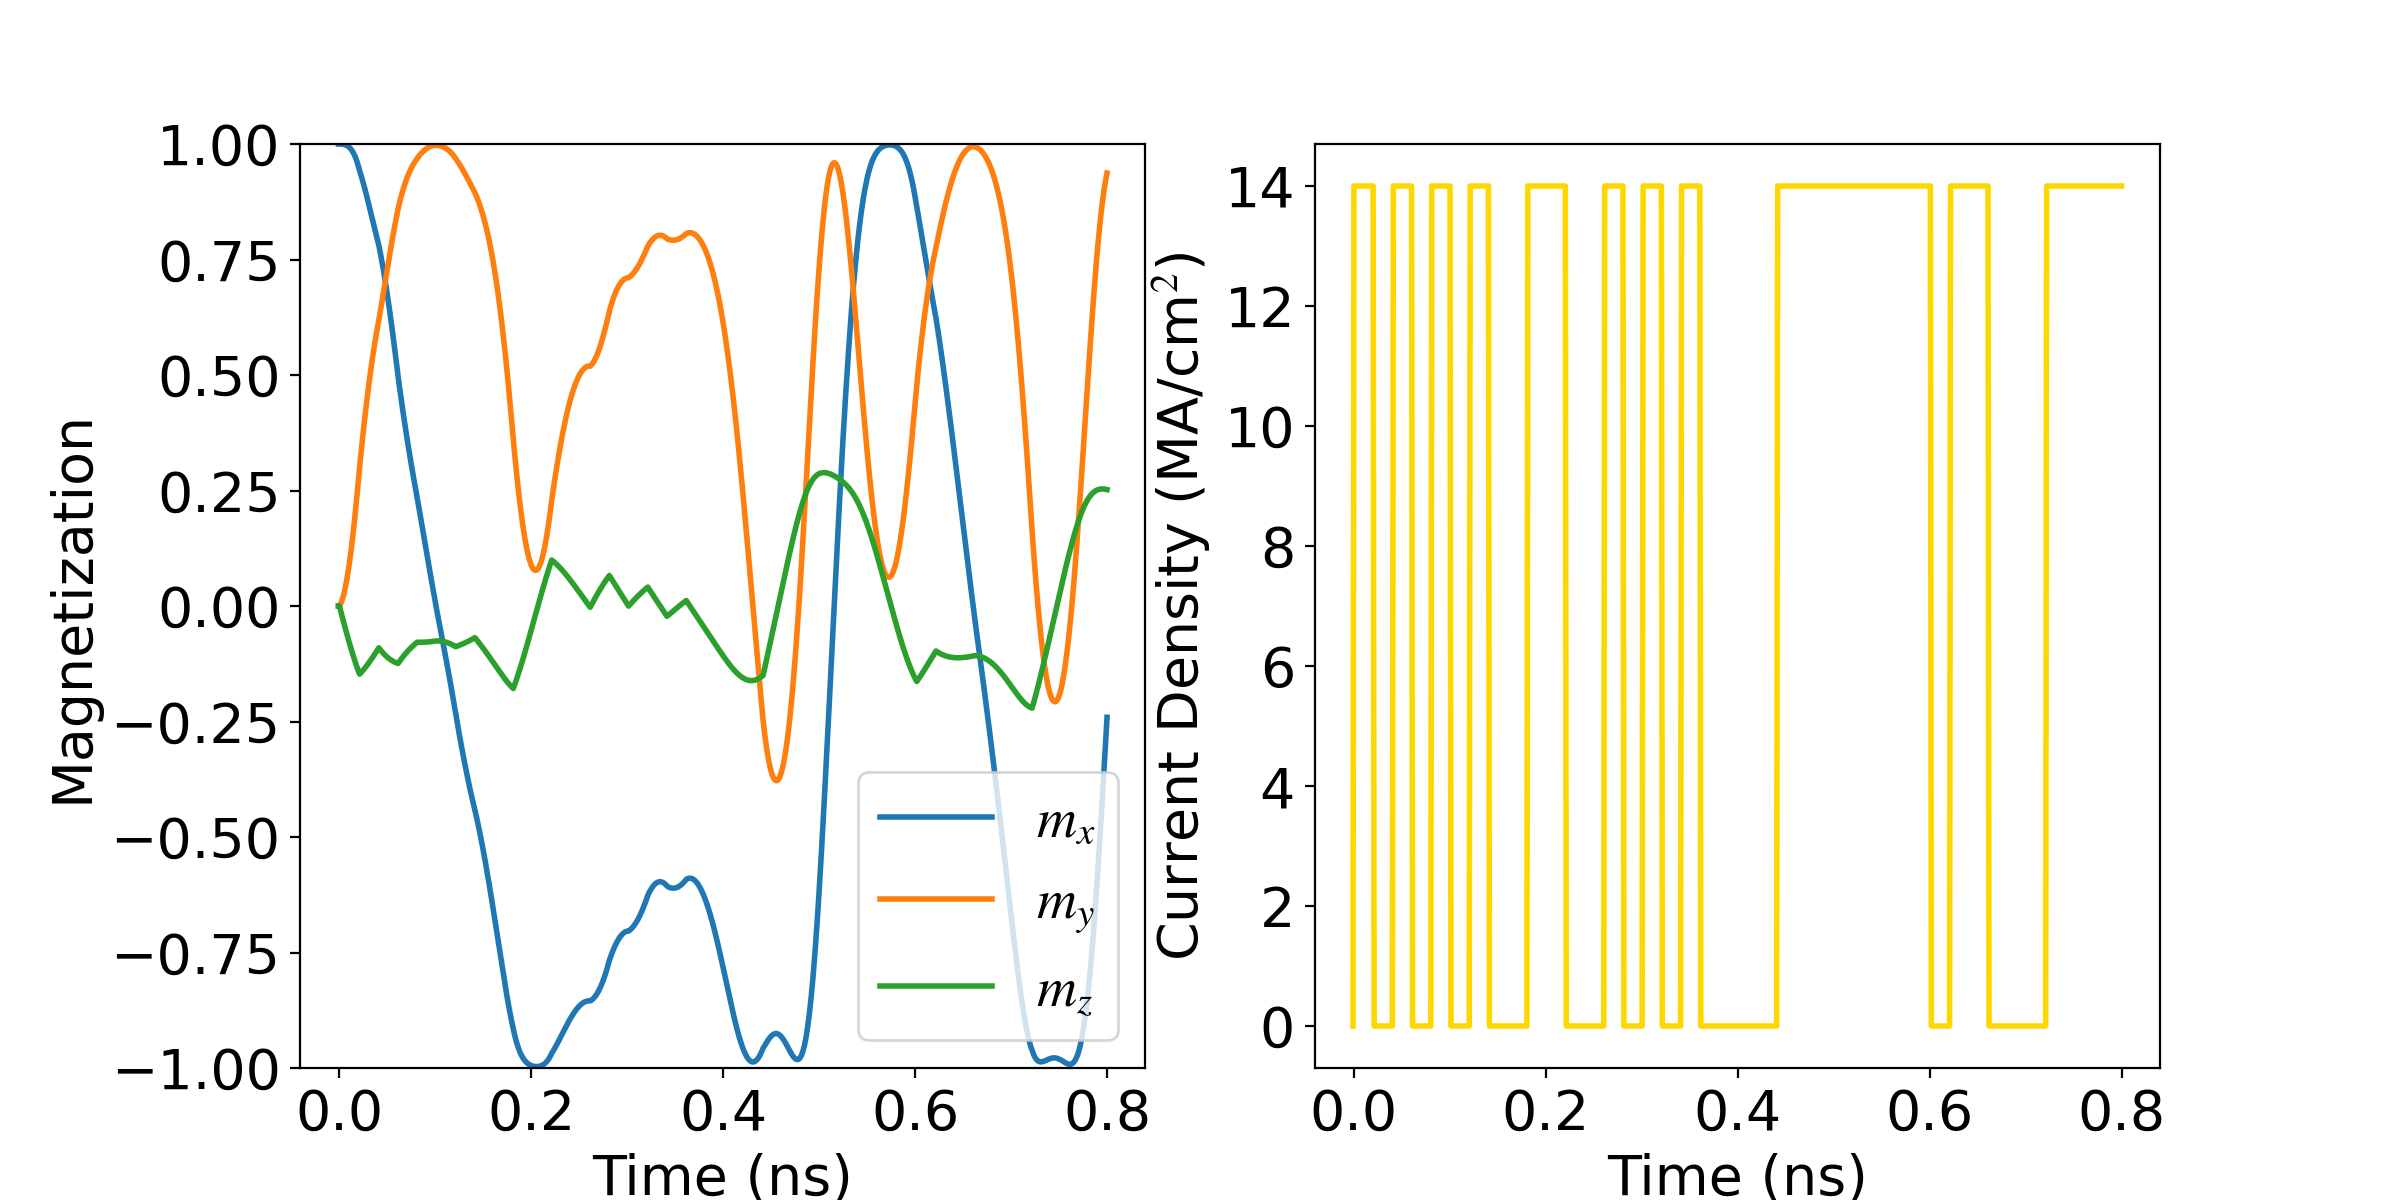 Magnetization
1.00
0.75
0.50
0.25
0.00
−0.25
−0.50
−0.75
−1.00
0.0 0.2 0.4 0.6 0.8
Time (ns)
m_x
m_y
m_z
Current Density (MA/cm²)
14
12
10
8
6
4
2
0
0.0 0.2 0.4 0.6 0.8
Time (ns)